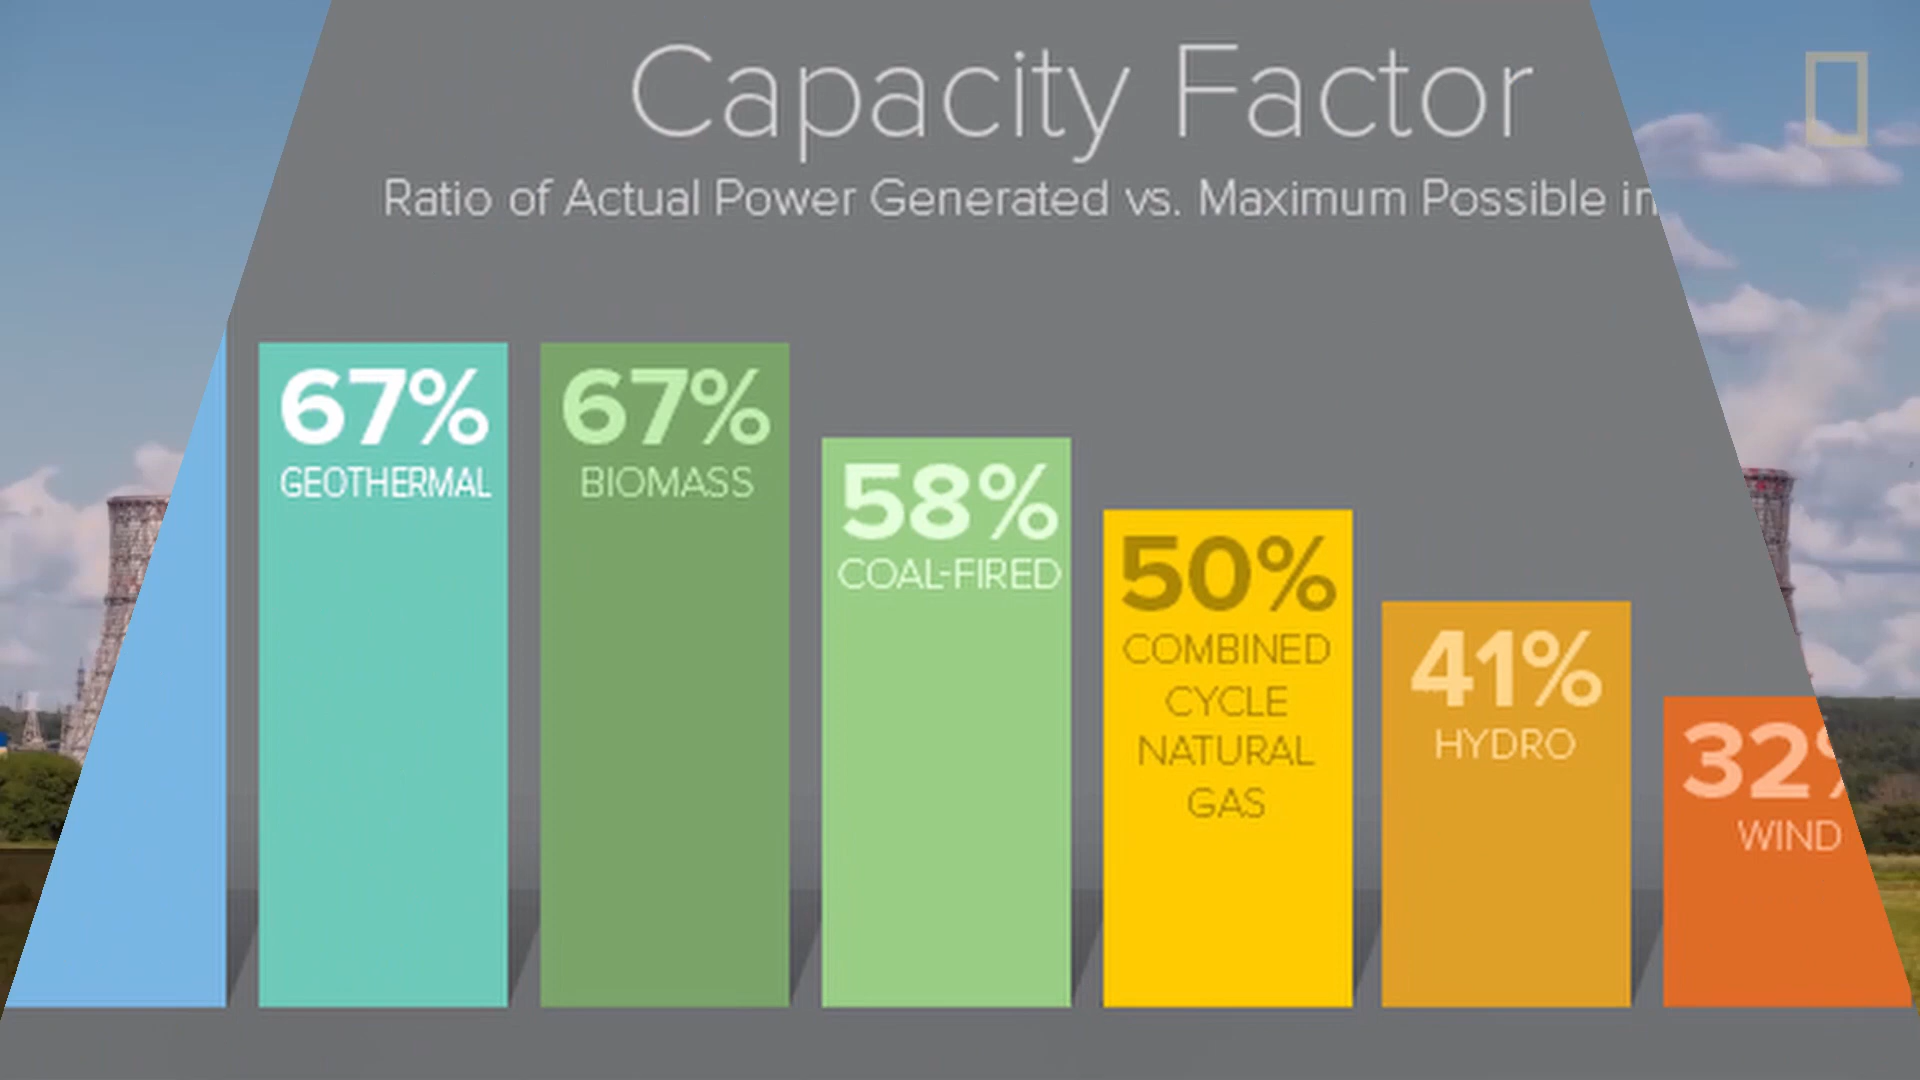 Capacity Factor
Ratio of Actual Power Generated vs. Maximum Possible in
67%
GEOTHERMAL
67%
BIOMASS
58%
COAL-FIRED
50%
COMBINED
CYCLE
NATURAL
GAS
41%
HYDRO
32%
WIND